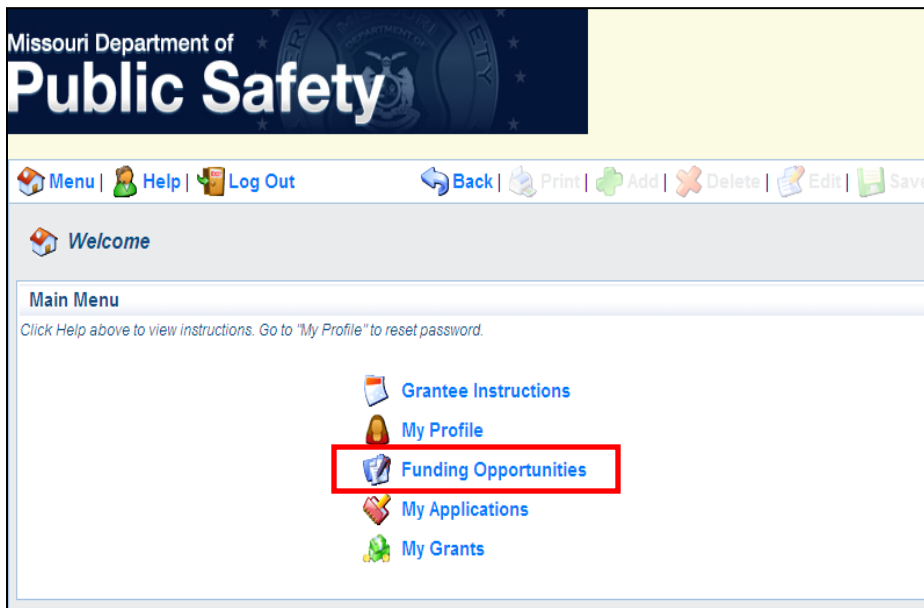 Missouri Department of
Public Safety
Menu | Help | Log Out Back | Print | Add | Delete | Edit | Save
Welcome
Main Menu
Click Help above to view instructions. Go to "My Profile" to reset password.
Grantee Instructions
My Profile
Funding Opportunities
My Applications
My Grants